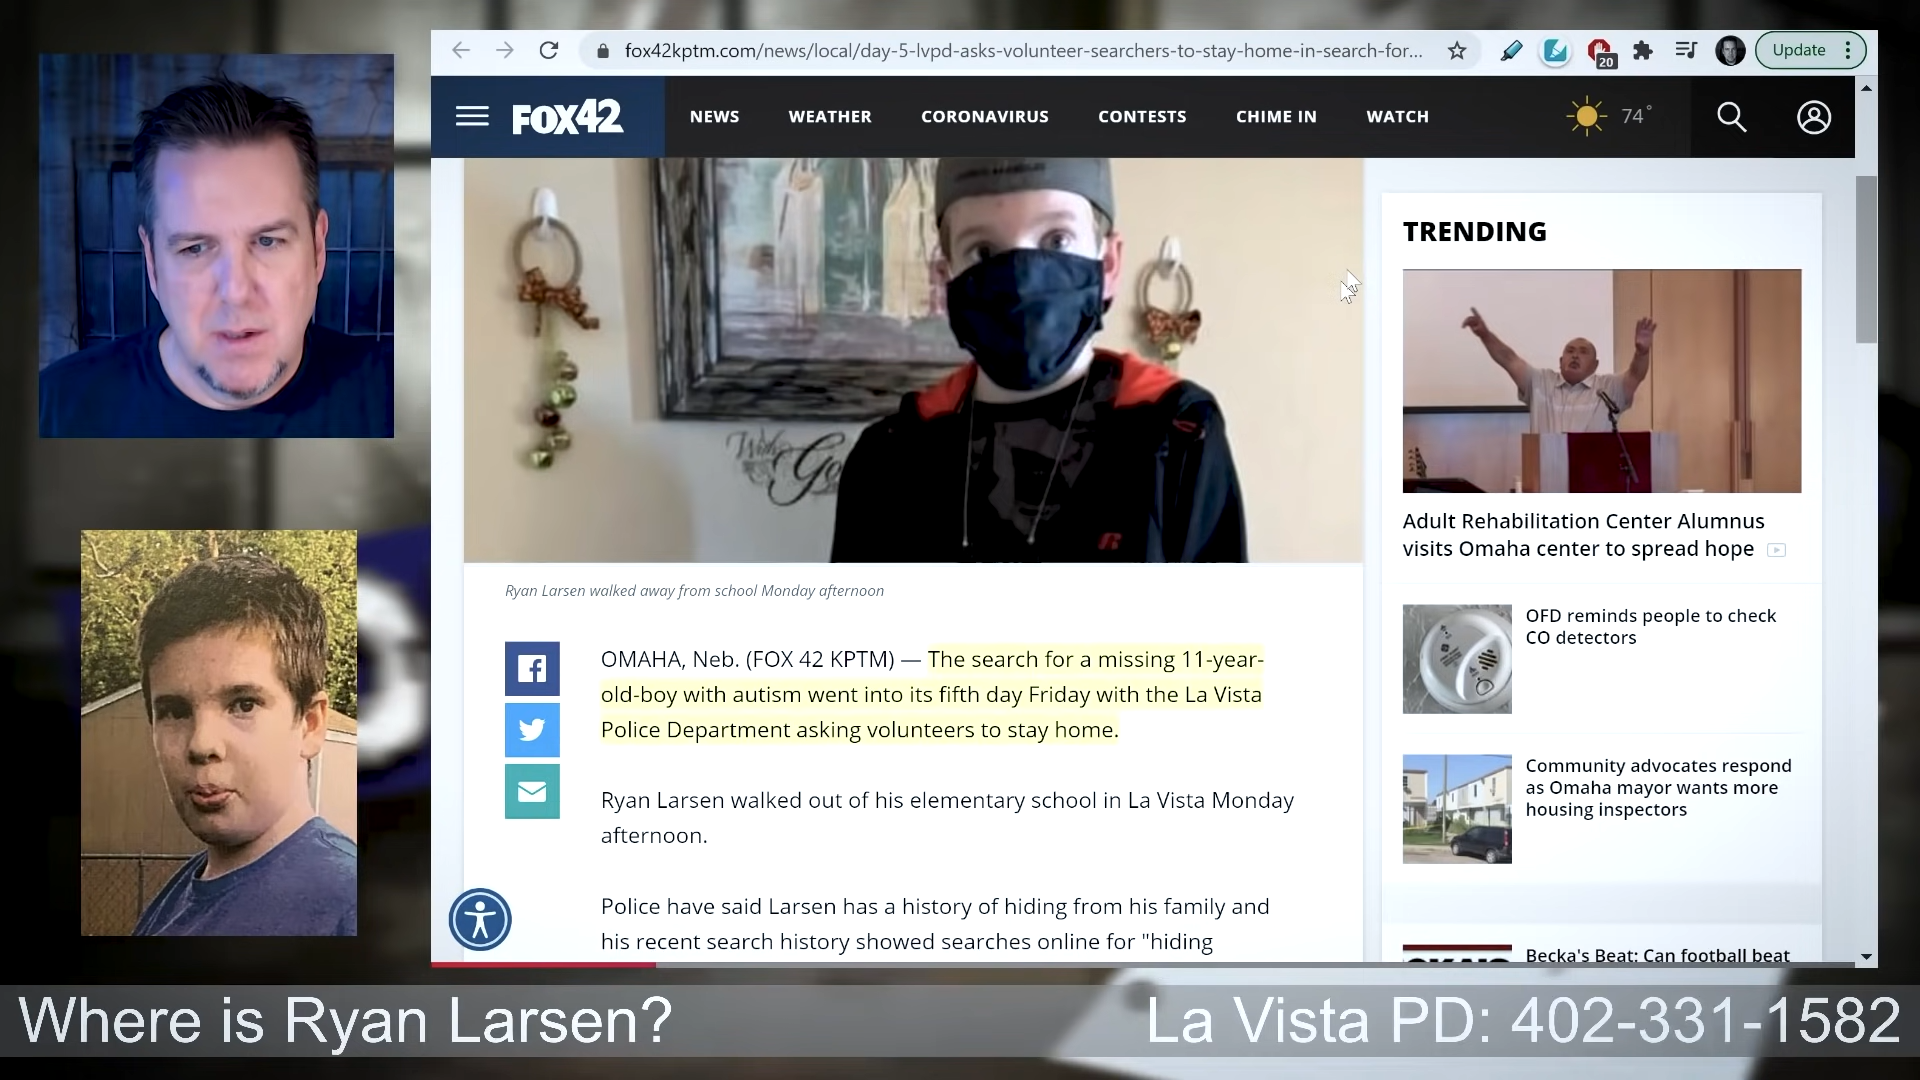 fox42kptm.com/news/local/day-5-lvpd-asks-volunteer-searchers-to-stay-home-in-search-for...
20
Update
FOX42
NEWS
WEATHER
CORONAVIRUS
CONTESTS
CHIME IN
WATCH
74°
TRENDING
Adult Rehabilitation Center Alumnus
visits Omaha center to spread hope
Ryan Larsen walked away from school Monday afternoon
OFD reminds people to check
CO detectors
OMAHA, Neb. (FOX 42 KPTM) — The search for a missing 11-year-
old-boy with autism went into its fifth day Friday with the La Vista
Police Department asking volunteers to stay home.
Community advocates respond
as Omaha mayor wants more
housing inspectors
Ryan Larsen walked out of his elementary school in La Vista Monday
afternoon.
Police have said Larsen has a history of hiding from his family and
his recent search history showed searches online for "hiding
Becka's Beat: Can football beat
Where is Ryan Larsen?
La Vista PD: 402-331-1582